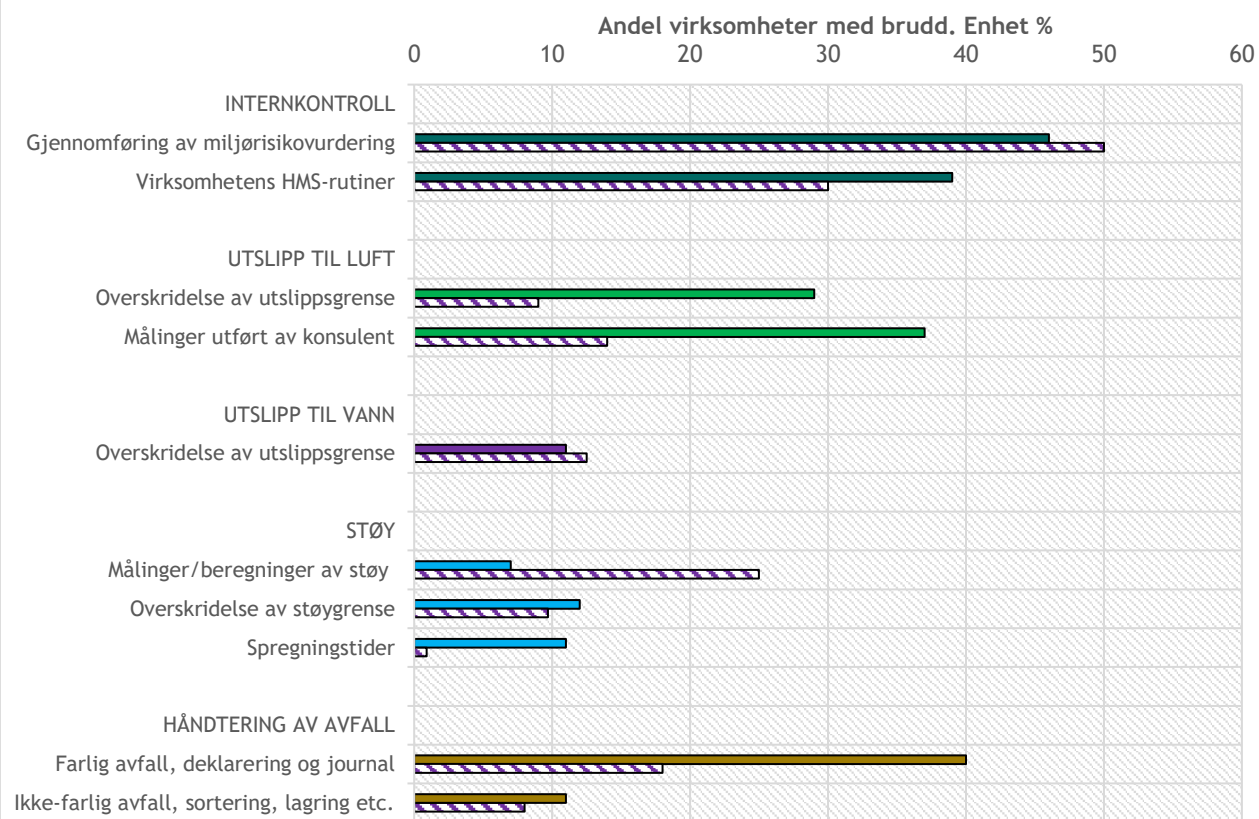 Andel virksomheter med brudd. Enhet %
0 10 20 30 40 50 60
INTERNKONTROLL
Gjennomføring av miljørisikovurdering
Virksomhetens HMS-rutiner
UTSLIPP TIL LUFT
Overskridelse av utslippsgrense
Målinger utført av konsulent
UTSLIPP TIL VANN
Overskridelse av utslippsgrense
STØY
Målinger/beregninger av støy
Overskridelse av støygrense
Spregningstider
HÅNDTERING AV AVFALL
Farlig avfall, deklarering og journal
Ikke-farlig avfall, sortering, lagring etc.